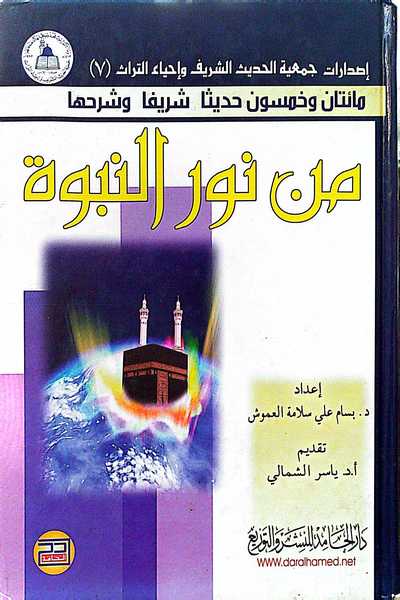 إصدارات جمعية الحديث الشريف وإحياء التراث (٧)
مائتان وخمسون حديثا شريفا وشرحها
من نور النبوة
إعداد
د. بسام علي سلامة العموش
تقديم
أ.د ياسر الشمالي
دار الحامد للنشر والتوزيع
www.daralhamed.net